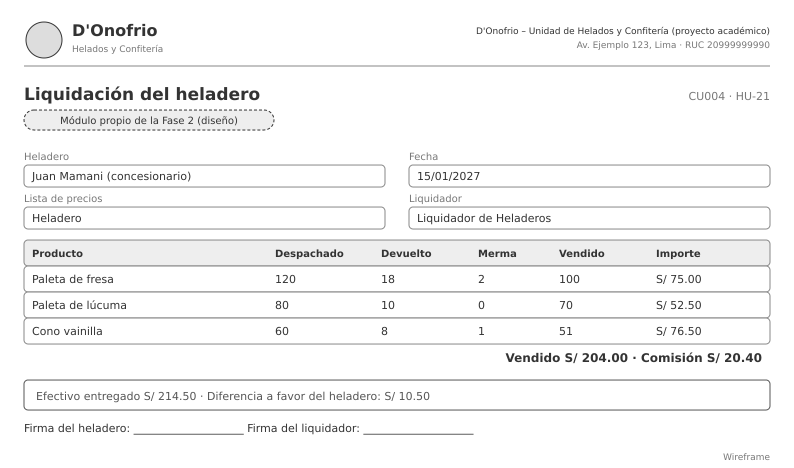 D'Onofrio
Helados y Confitería
D'Onofrio – Unidad de Helados y Confitería (proyecto académico)
Av. Ejemplo 123, Lima · RUC 20999999990
Liquidación del heladero
CU004 · HU-21
Módulo propio de la Fase 2 (diseño)
Heladero
Fecha
Juan Mamani (concesionario)
15/01/2027
Lista de precios
Liquidador
Heladero
Liquidador de Heladeros
Producto Despachado Devuelto Merma Vendido Importe
Paleta de fresa 120 18 2 100 S/ 75.00
Paleta de lúcuma 80 10 0 70 S/ 52.50
Cono vainilla 60 8 1 51 S/ 76.50
Vendido S/ 204.00 · Comisión S/ 20.40
Efectivo entregado S/ 214.50 · Diferencia a favor del heladero: S/ 10.50
Firma del heladero: ____________________ Firma del liquidador: ____________________
Wireframe